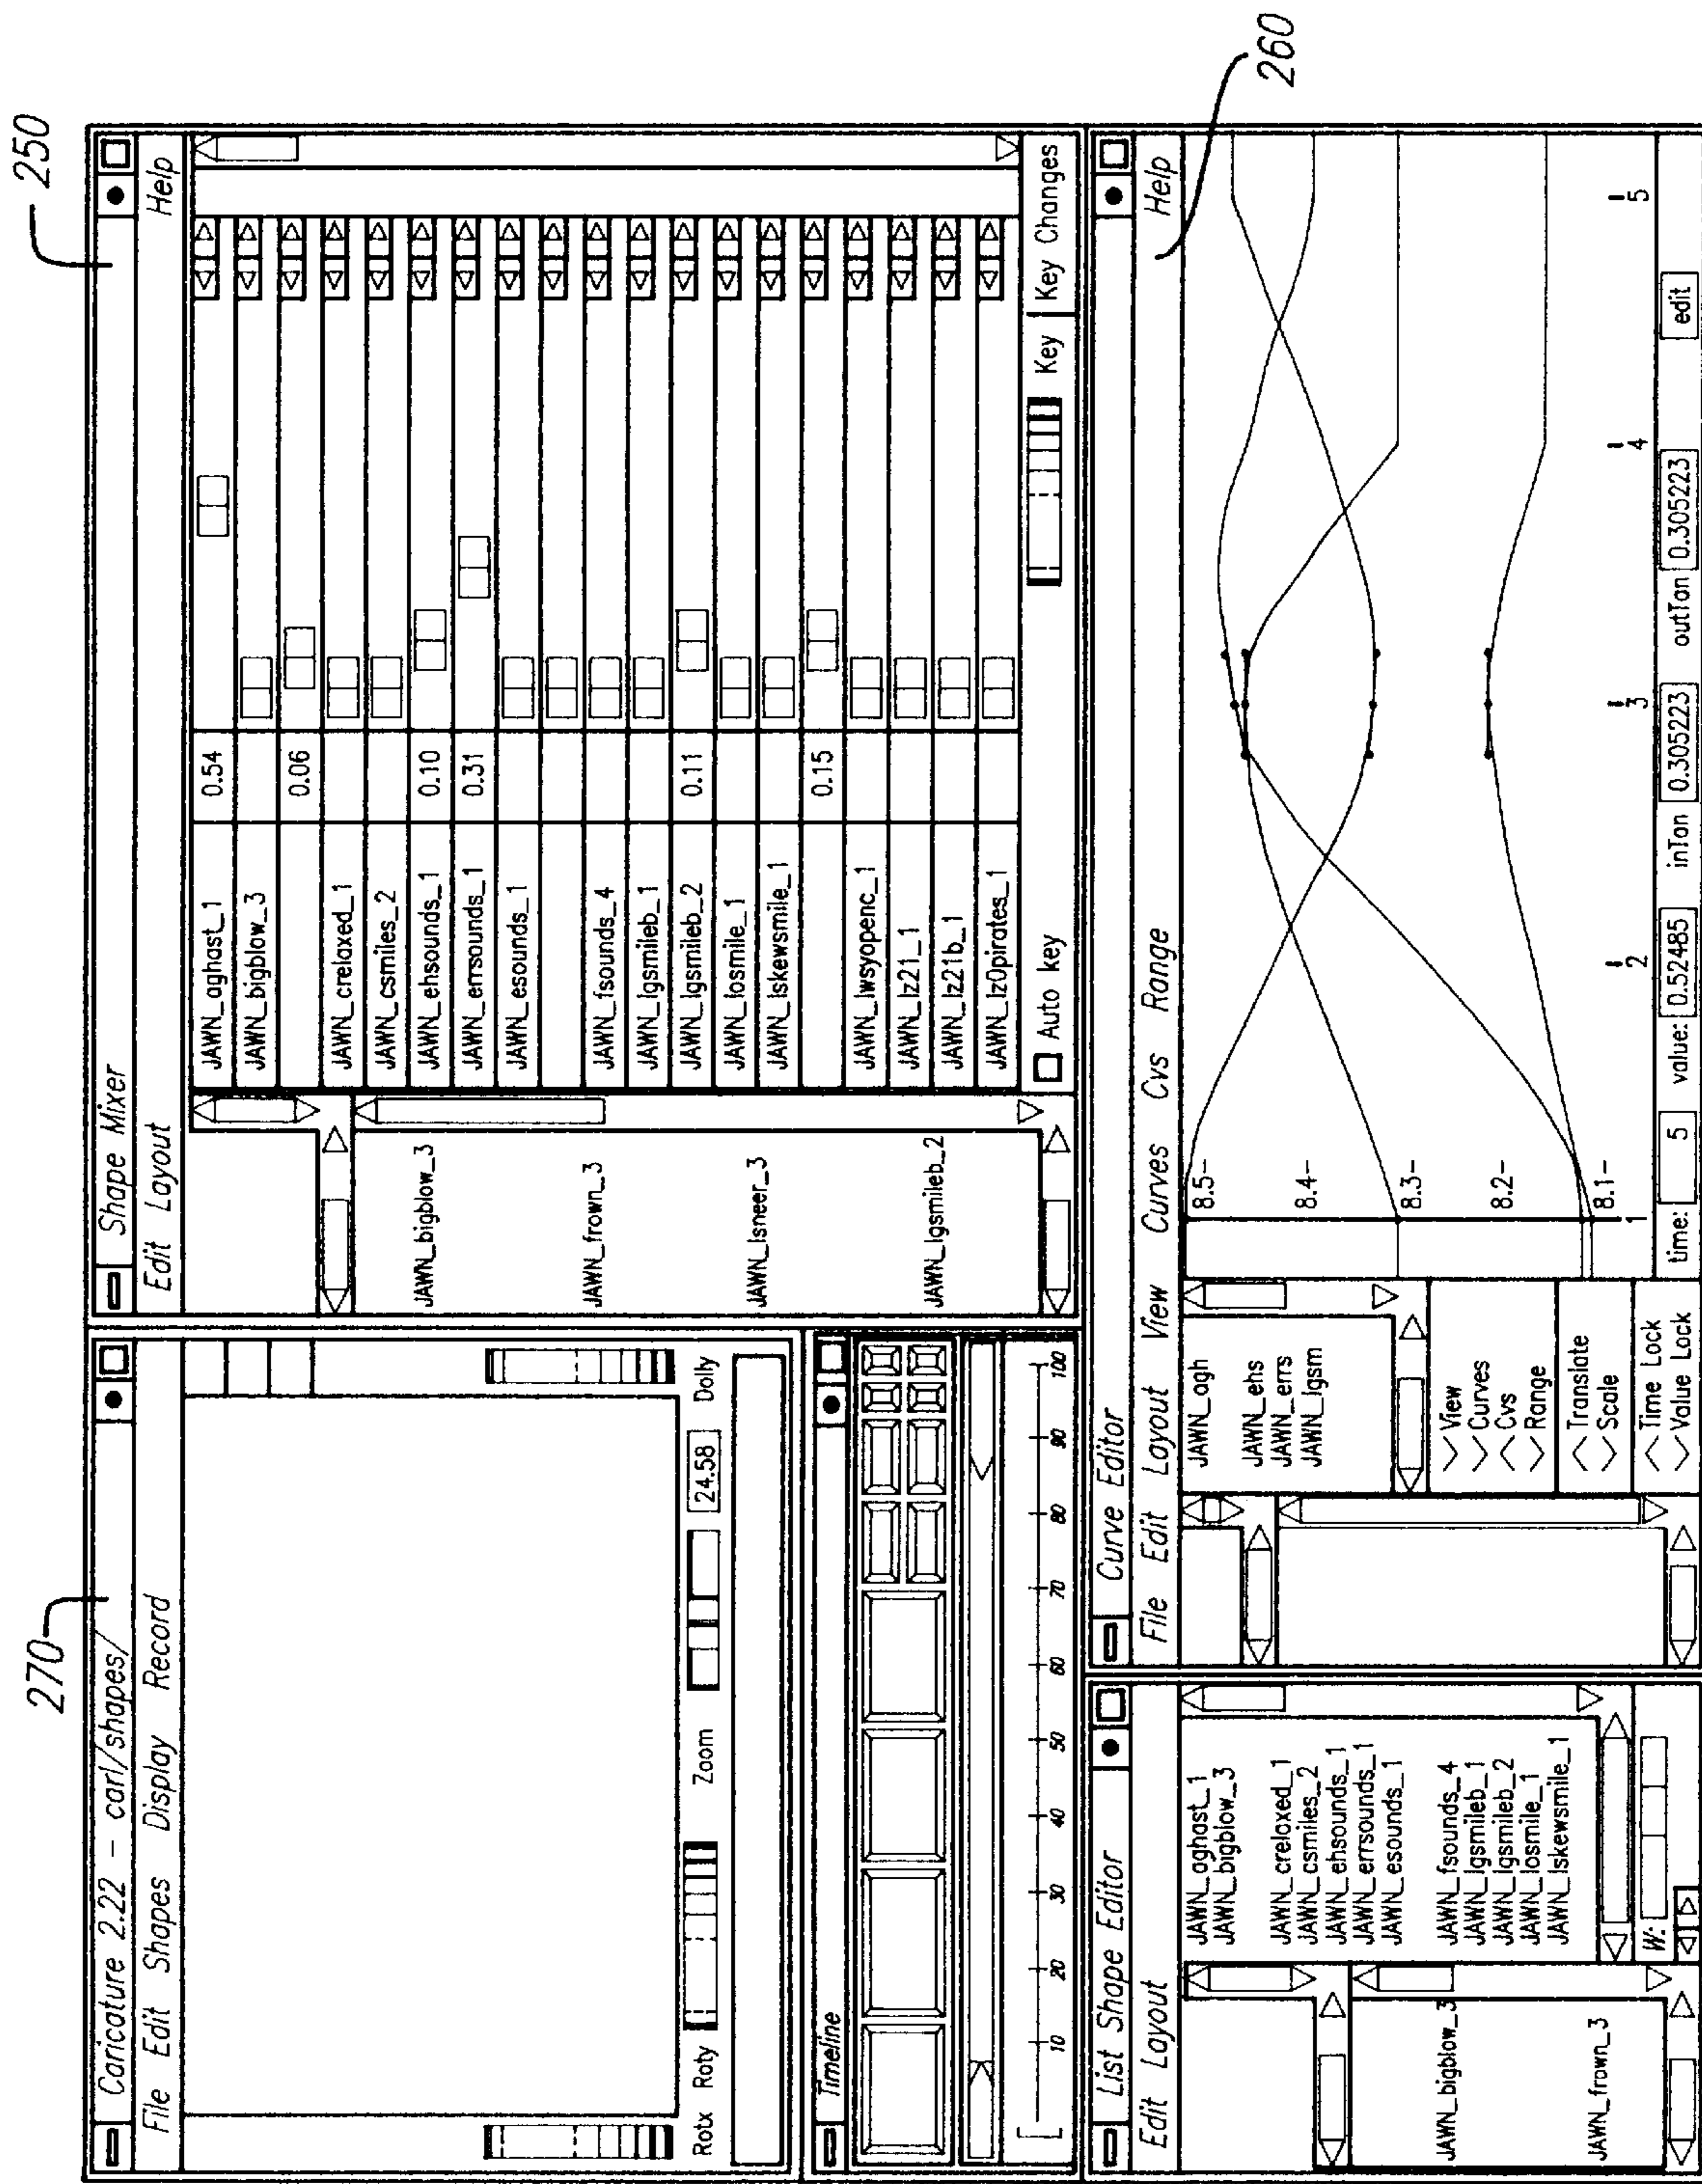 270
250
260
Caricature 2.22 - carl/shapes/
File Edit Shapes Display Record
Rotx Roty Zoom 24.58 Dolly
Timeline
10 20 30 40 50 60 70 80 90 100
Shape Mixer
Edit Layout Help
JAWN_bigblow_3
JAWN_frown_3
JAWN_lsneer_3
JAWN_lgsmileb_2
JAWN_aghast_1 0.54
JAWN_bigblow_3
0.06
JAWN_crelaxed_1
JAWN_csmiles_2
JAWN_ehsounds_1 0.10
JAWN_errsounds_1 0.31
JAWN_esounds_1
JAWN_fsounds_4
JAWN_lgsmileb_1
JAWN_lgsmileb_2 0.11
JAWN_losmile_1
JAWN_lskewsmile_1
0.15
JAWN_lwsyopenc_1
JAWN_lz21_1
JAWN_lz21b_1
JAWN_lz0pirates_1
Auto key Key Key Changes
List Shape Editor
Edit Layout
JAWN_bigblow_3
JAWN_frown_3
JAWN_aghast_1
JAWN_bigblow_3
JAWN_crelaxed_1
JAWN_csmiles_2
JAWN_ehsounds_1
JAWN_errsounds_1
JAWN_esounds_1
JAWN_fsounds_4
JAWN_lgsmileb_1
JAWN_lgsmileb_2
JAWN_losmile_1
JAWN_lskewsmile_1
W:
Curve Editor
File Edit Layout View Curves Cvs Range Help
JAWN_agh
JAWN_ehs
JAWN_errs
JAWN_lgsm
View
Curves
Cvs
Range
Translate
Scale
Time Lock
Value Lock
8.5-
8.4-
8.3-
8.2-
8.1-
1 2 3 4 5
time: 5 value: 0.52485 inTan 0.305223 outTan 0.305223 edit